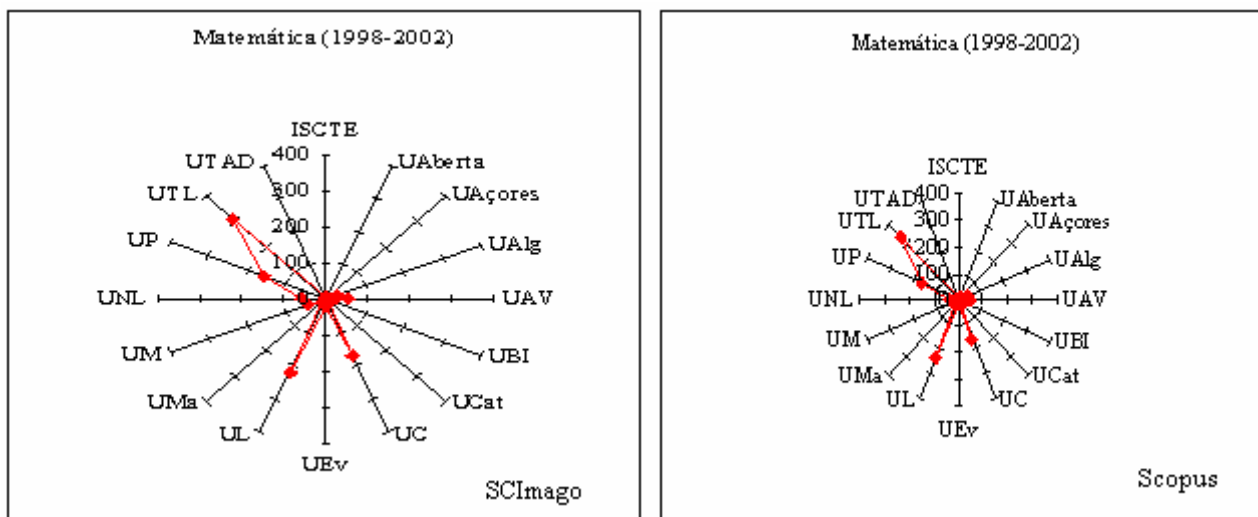 Matemática (1998-2002)
ISCTE
400
UTAD
UAberta
UTL
300
UAçores
200
UP
UAlg
100
UNL
0
UAV
UM
UBI
UMa
UCat
UL
UC
UEv
SCImago
Matemática (1998-2002)
ISCTE
400
UTAD
UAberta
300
UTL
UAçores
200
UP
UAlg
100
UNL
0
UAV
UM
UBI
UMa
UCat
UL
UC
UEv
Scopus